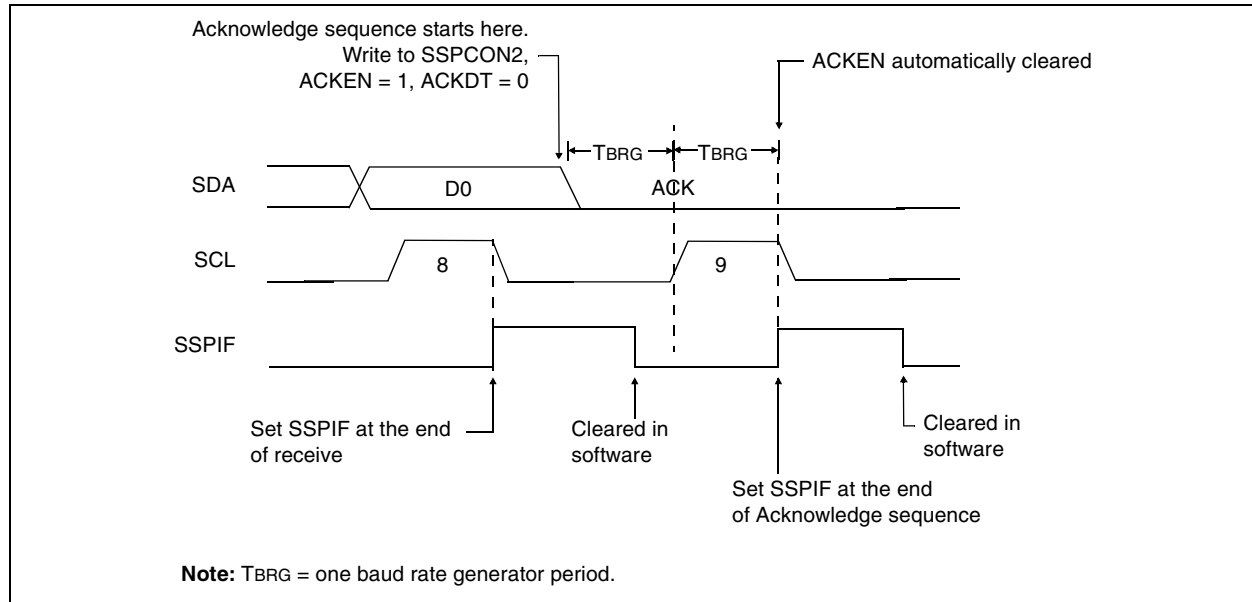 Acknowledge sequence starts here.
Write to SSPCON2,
ACKEN = 1, ACKDT = 0
ACKEN automatically cleared
TBRG
TBRG
SDA
D0
ACK
SCL
8
9
SSPIF
Set SSPIF at the end
of receive
Cleared in
software
Cleared in
software
Set SSPIF at the end
of Acknowledge sequence
Note: TBRG = one baud rate generator period.